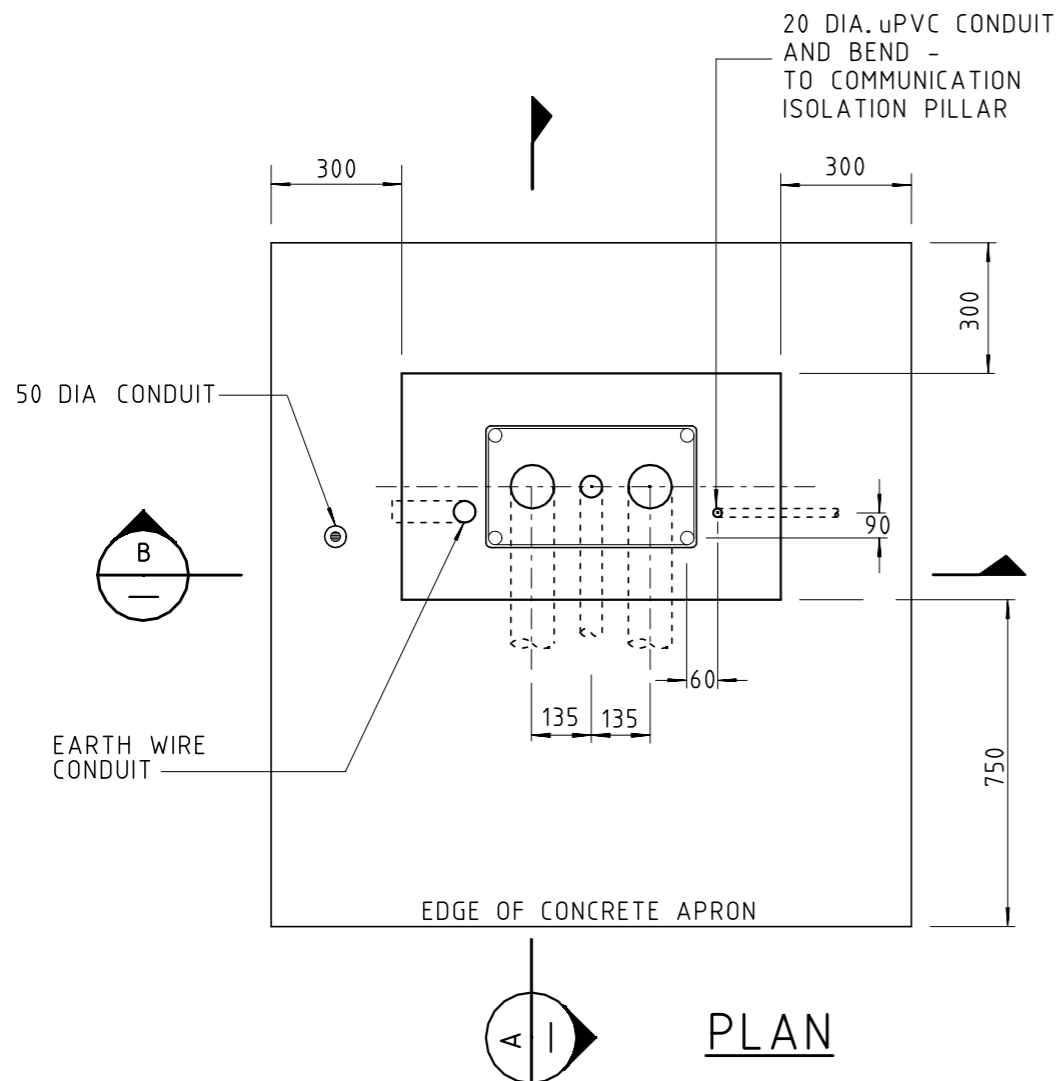 20 DIA. uPVC CONDUIT
AND BEND -
TO COMMUNICATION
ISOLATION PILLAR
300
300
300
50 DIA CONDUIT
90
B
60
135
135
EARTH WIRE
CONDUIT
750
EDGE OF CONCRETE APRON
A
PLAN